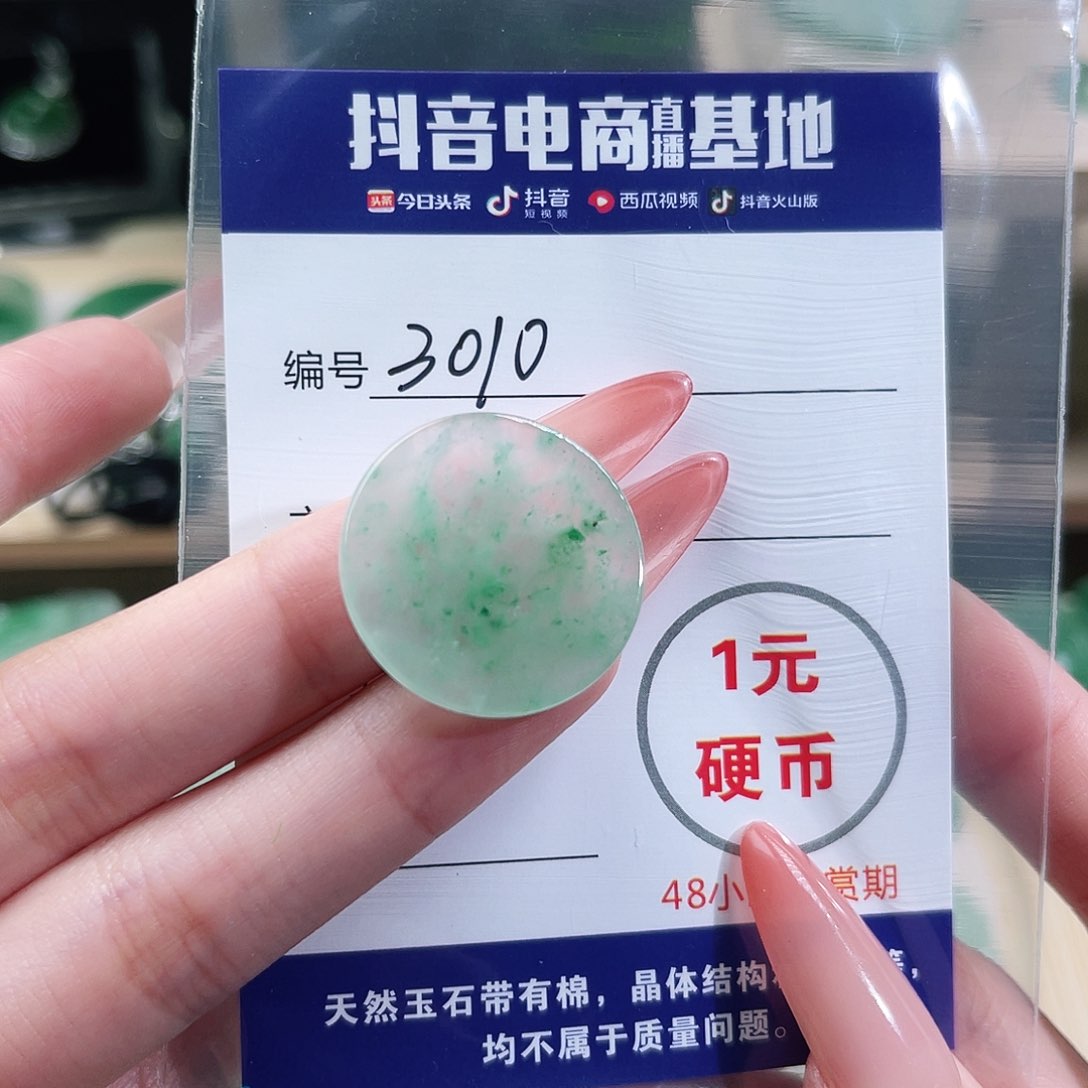 抖音电商直播基地
头条 今日头条 抖音短视频 西瓜视频 抖音火山版
编号 3010
1元
硬币
48小 赏期
天然玉石带有棉，晶体结构
均不属于质量问题。